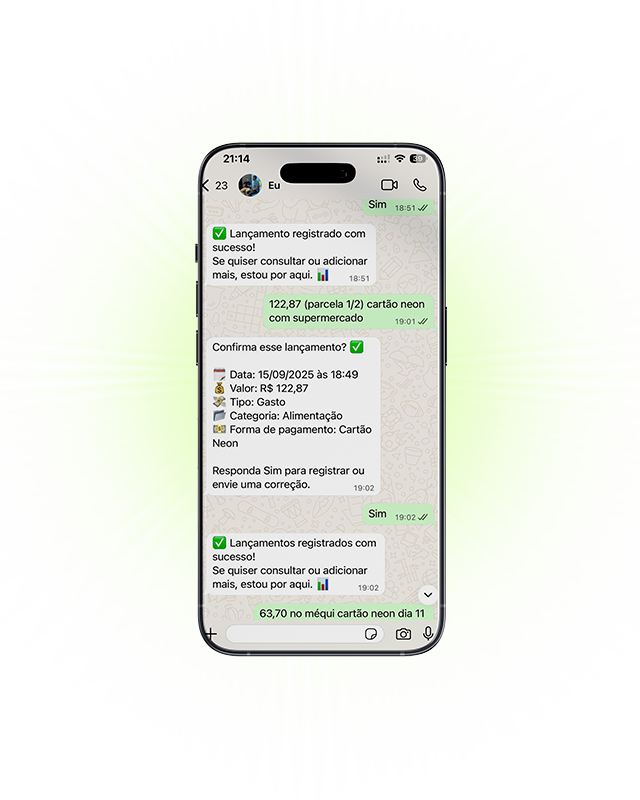 21:14
39
23
Eu
Sim
18:51
✅ Lançamento registrado com
sucesso!
Se quiser consultar ou adicionar
mais, estou por aqui. 📊
18:51
122,87 (parcela 1/2) cartão neon
com supermercado
19:01
Confirma esse lançamento? ✅
🗓️ Data: 15/09/2025 às 18:49
💰 Valor: R$ 122,87
💸 Tipo: Gasto
📂 Categoria: Alimentação
💵 Forma de pagamento: Cartão
Neon
Responda Sim para registrar ou
envie uma correção.
19:02
Sim
19:02
✅ Lançamentos registrados com
sucesso!
Se quiser consultar ou adicionar
mais, estou por aqui. 📊
19:02
63,70 no méqui cartão neon dia 11